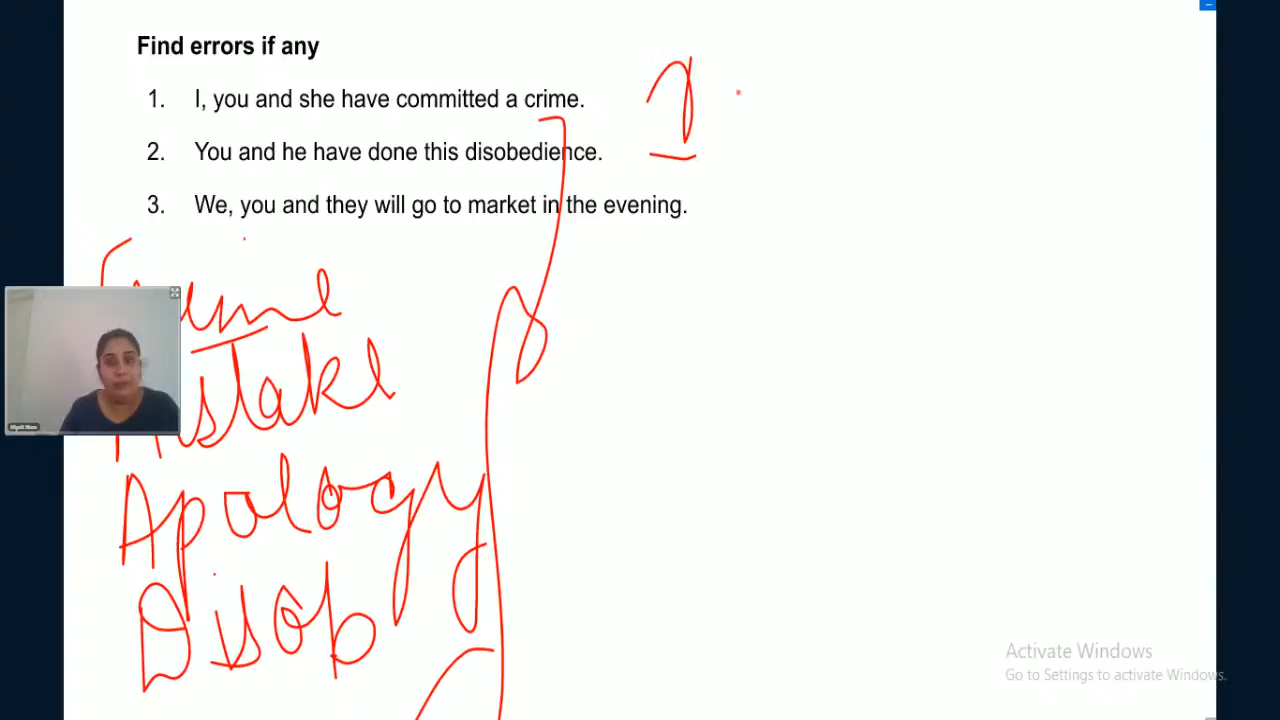 Find errors if any
1. I, you and she have committed a crime.
2. You and he have done this disobedience.
3. We, you and they will go to market in the evening.
Apology
Disob
Activate Windows
Go to Settings to activate Windows.